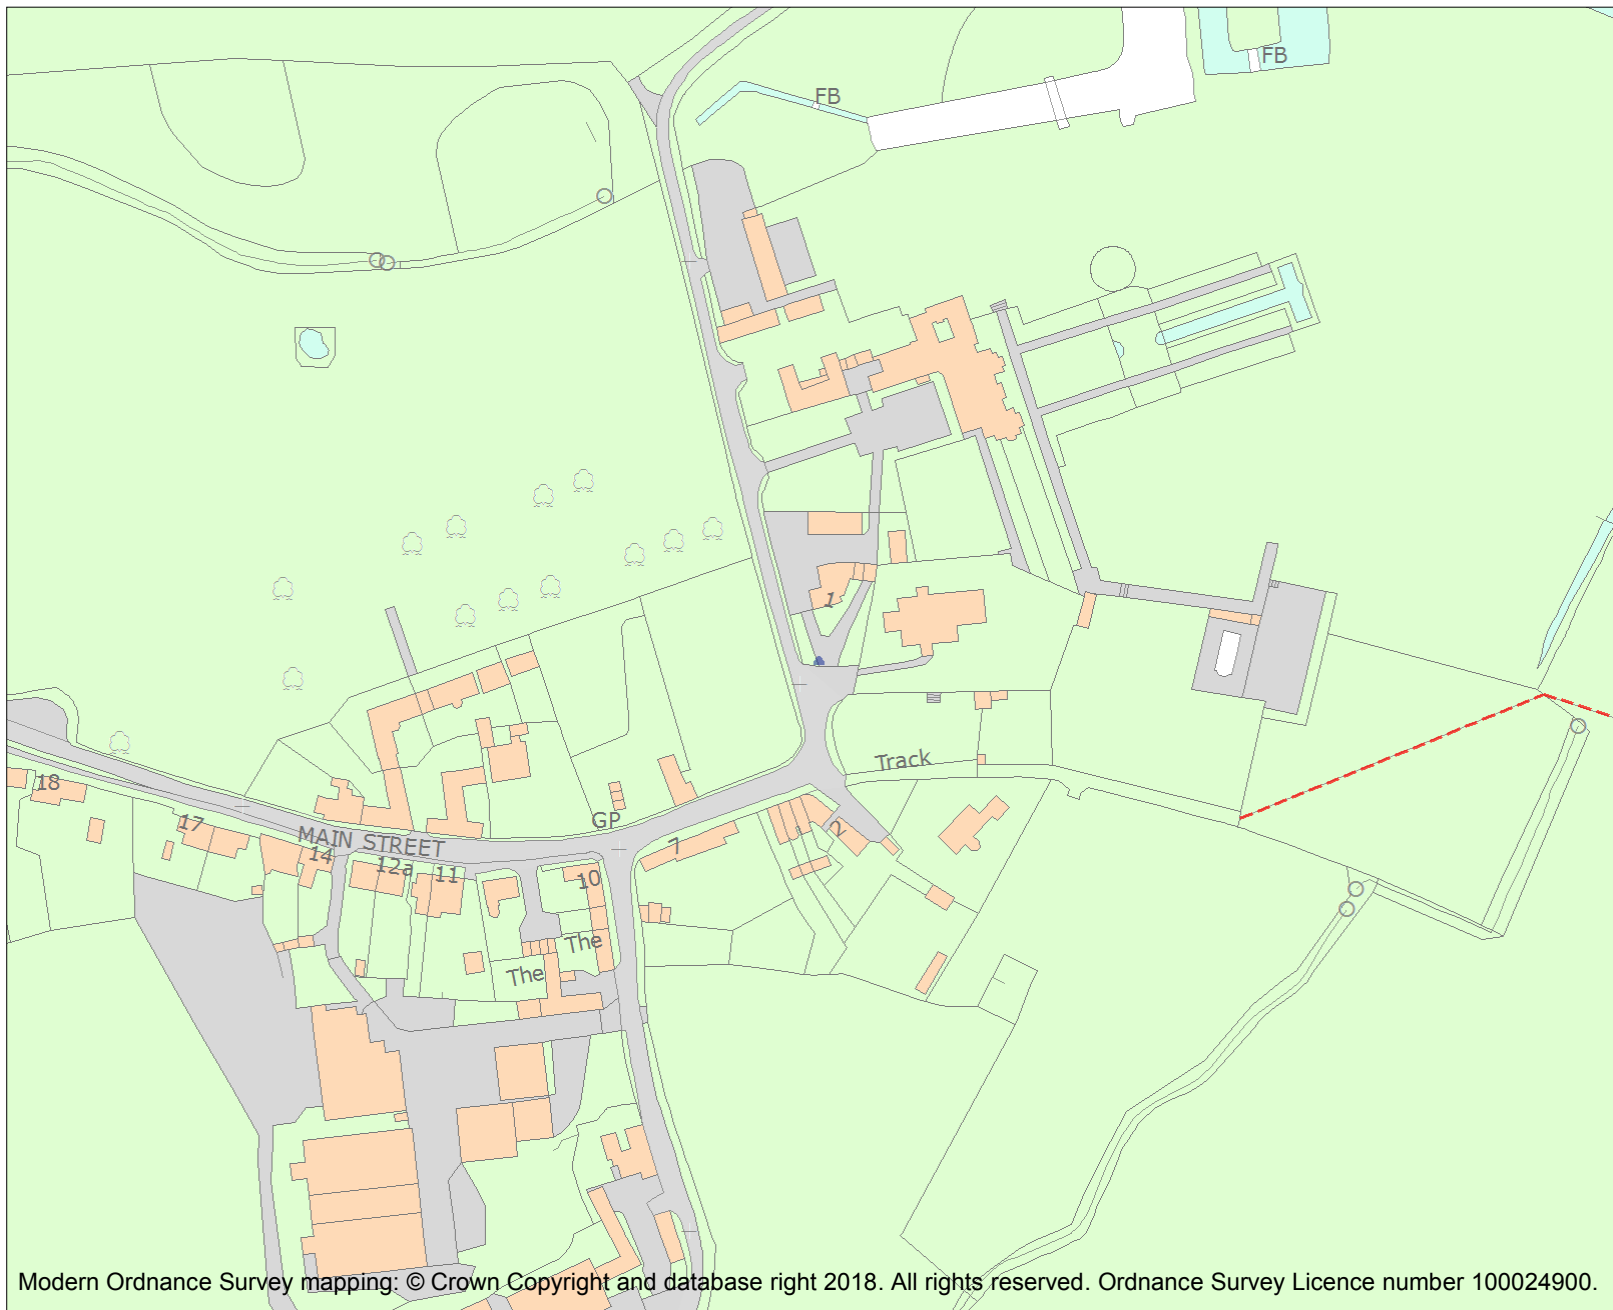 FB
FB
1
Track
18
17
MAIN STREET
GP
14
12a
11
10
7
2
The
The
Modern Ordnance Survey mapping: © Crown Copyright and database right 2018. All rights reserved. Ordnance Survey Licence number 100024900.